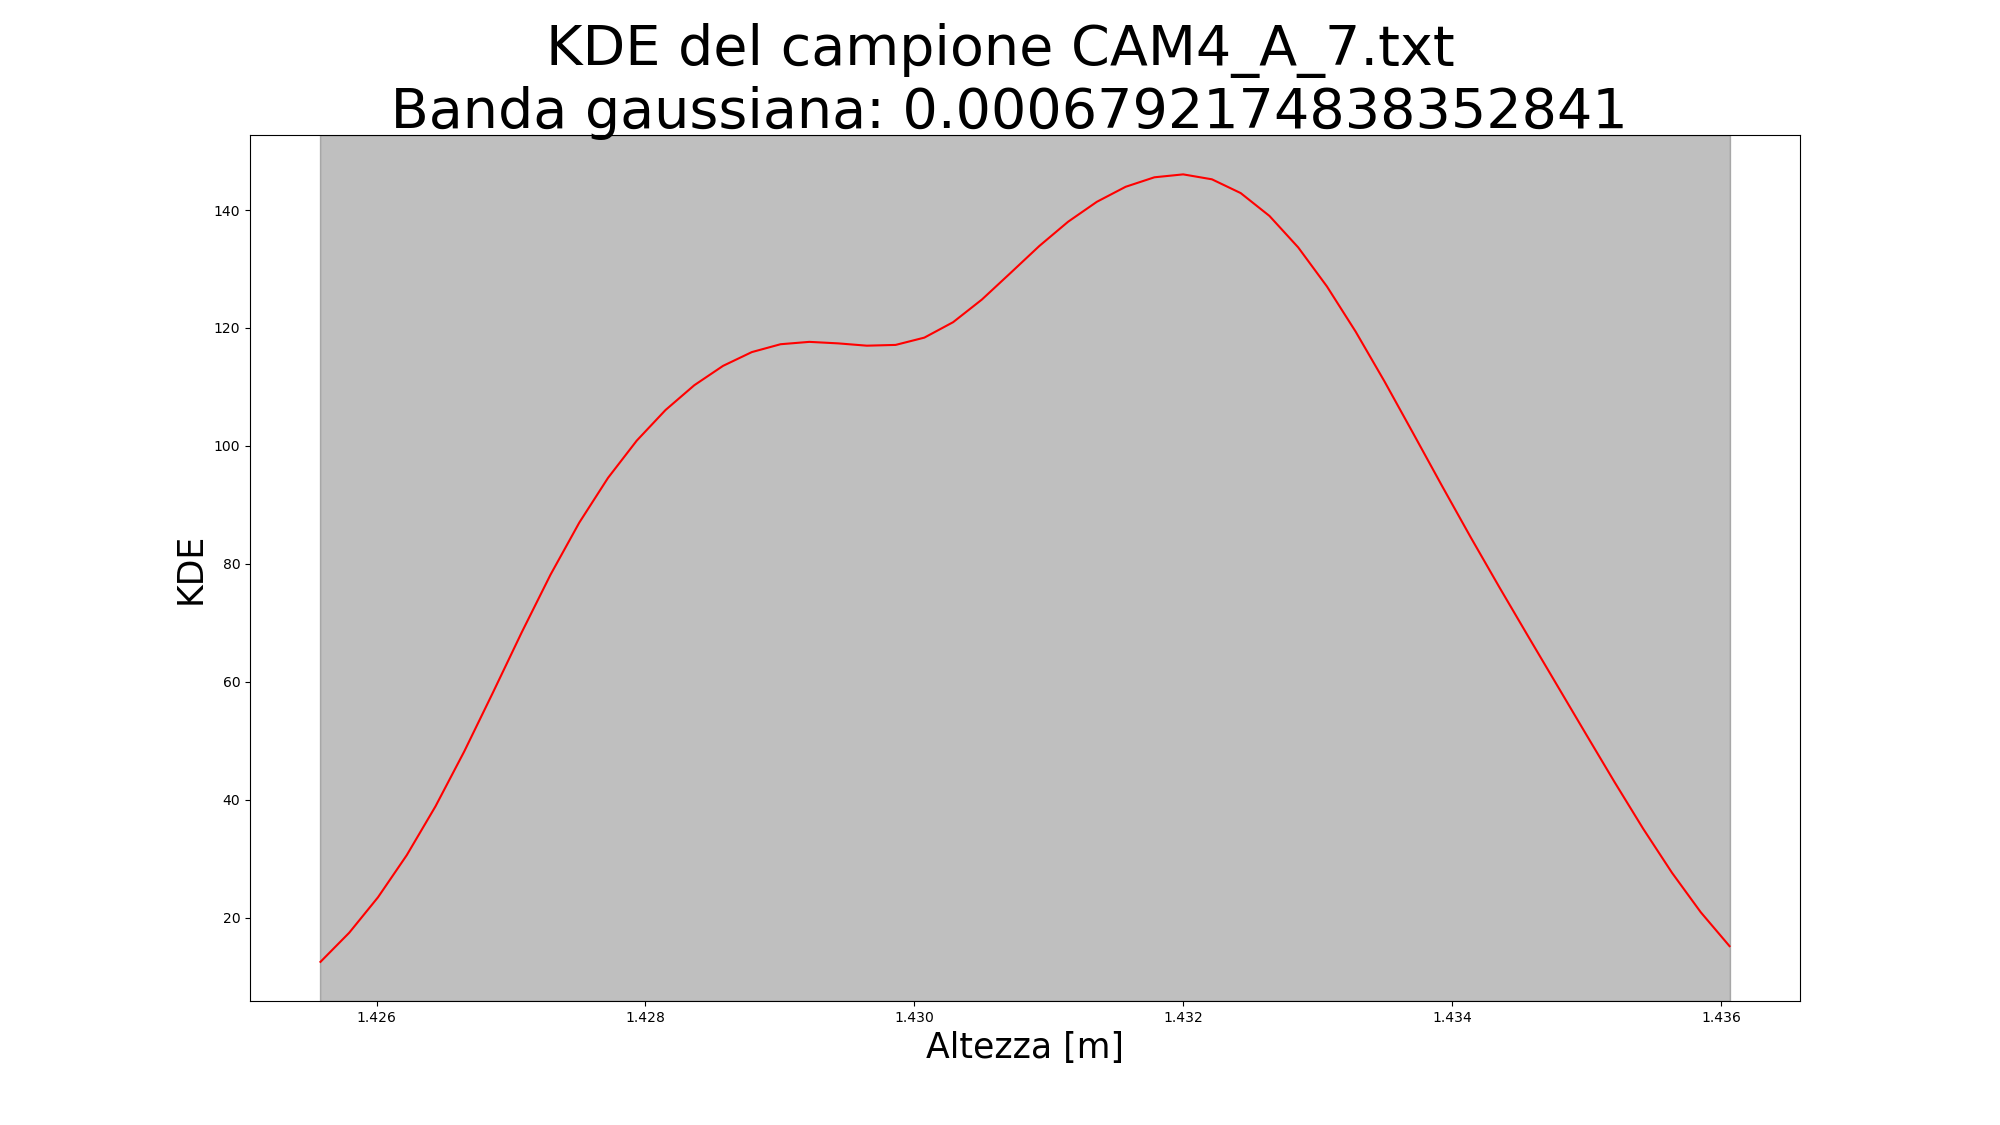 KDE del campione CAM4_A_7.txt
Banda gaussiana: 0.0006792174838352841
140
120
100
80
60
40
20
KDE
1.426 1.428 1.430 1.432 1.434 1.436
Altezza [m]